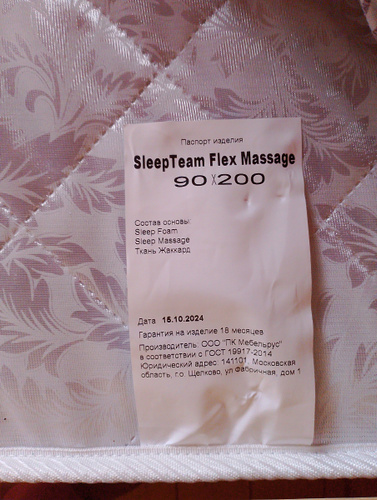 Паспорт изделия
SleepTeam Flex Massage
90X200
Состав основы:
Sleep Foam
Sleep Massage
Ткань Жаккард
Дата 15.10.2024
Гарантия на изделие 18 месяцев
Производитель: ООО "ПК Мебельрус"
в соответствии с ГОСТ 19917-2014
Юридический адрес: 141101, Московская
область, г.о. Щелково, ул Фабричная, дом 1